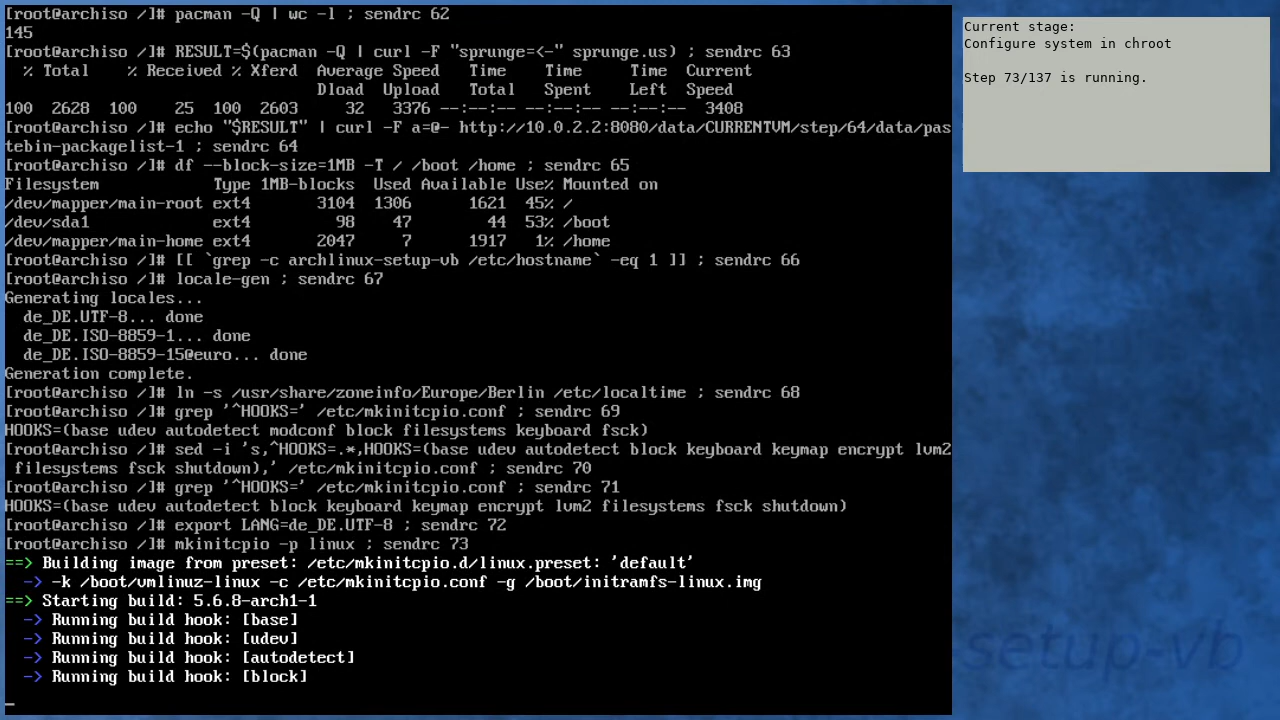 [root@archiso /]# pacman -Q | wc -l ; sendrc 62
145
[root@archiso /]# RESULT=$(pacman -Q | curl -F "sprunge=<-" sprunge.us) ; sendrc 63
  % Total    % Received % Xferd  Average Speed   Time    Time     Time  Current
                                 Dload  Upload   Total   Spent    Left  Speed
100  2628  100    25  100  2603     32   3376 --:--:-- --:--:-- --:--:--  3408
[root@archiso /]# echo "$RESULT" | curl -F a=@- http://10.0.2.2:8080/data/CURRENTVM/step/64/data/pas
tebin-packagelist-1 ; sendrc 64
[root@archiso /]# df --block-size=1MB -T / /boot /home ; sendrc 65
Filesystem            Type 1MB-blocks  Used Available Use% Mounted on
/dev/mapper/main-root ext4       3104  1306      1621  45% /
/dev/sda1             ext4         98    47        44  53% /boot
/dev/mapper/main-home ext4       2047     7      1917   1% /home
[root@archiso /]# [[ `grep -c archlinux-setup-vb /etc/hostname` -eq 1 ]] ; sendrc 66
[root@archiso /]# locale-gen ; sendrc 67
Generating locales...
  de_DE.UTF-8... done
  de_DE.ISO-8859-1... done
  de_DE.ISO-8859-15@euro... done
Generation complete.
[root@archiso /]# ln -s /usr/share/zoneinfo/Europe/Berlin /etc/localtime ; sendrc 68
[root@archiso /]# grep '^HOOKS=' /etc/mkinitcpio.conf ; sendrc 69
HOOKS=(base udev autodetect modconf block filesystems keyboard fsck)
[root@archiso /]# sed -i 's,^HOOKS=.*,HOOKS=(base udev autodetect block keyboard keymap encrypt lvm2
 filesystems fsck shutdown),' /etc/mkinitcpio.conf ; sendrc 70
[root@archiso /]# grep '^HOOKS=' /etc/mkinitcpio.conf ; sendrc 71
HOOKS=(base udev autodetect block keyboard keymap encrypt lvm2 filesystems fsck shutdown)
[root@archiso /]# export LANG=de_DE.UTF-8 ; sendrc 72
[root@archiso /]# mkinitcpio -p linux ; sendrc 73
==> Building image from preset: /etc/mkinitcpio.d/linux.preset: 'default'
  -> -k /boot/vmlinuz-linux -c /etc/mkinitcpio.conf -g /boot/initramfs-linux.img
==> Starting build: 5.6.8-arch1-1
  -> Running build hook: [base]
  -> Running build hook: [udev]
  -> Running build hook: [autodetect]
  -> Running build hook: [block]
_
Current stage:
Configure system in chroot
Step 73/137 is running.
setup-vb